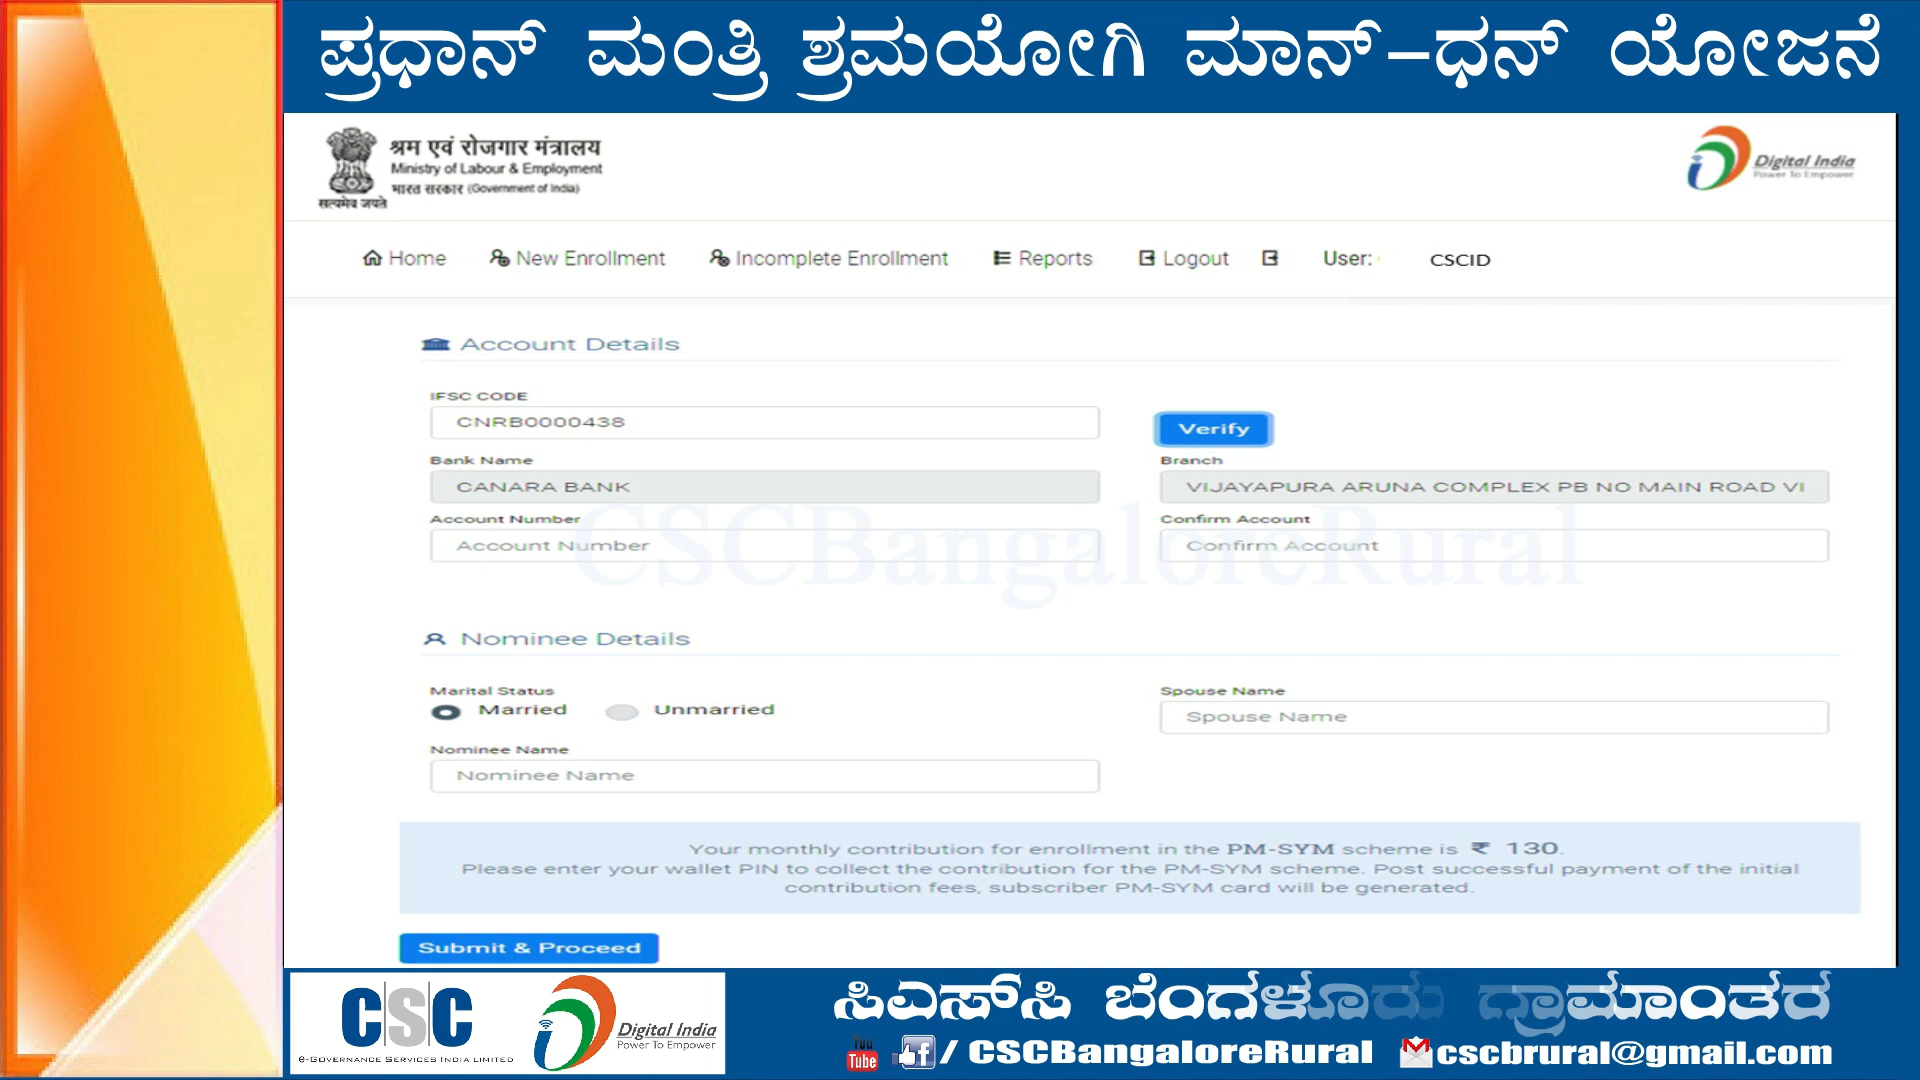 ಪ್ರಧಾನ್ ಮಂತ್ರಿ ಶ್ರಮಯೋಗಿ ಮಾನ್-ಧನ್ ಯೋಜನೆ
श्रम एवं रोजगार मंत्रालय
Ministry of Labour & Employment
भारत सरकार (Government of India)
सत्यमेव जयते
Digital India
Power To Empower
Home New Enrollment Incomplete Enrollment Reports Logout User: CSCID
Account Details
IFSC CODE
CNRB0000438
Verify
Bank Name
CANARA BANK
Branch
VIJAYAPURA ARUNA COMPLEX PB NO MAIN ROAD VI
Account Number
Account Number
Confirm Account
Confirm Account
CSCBangaloreRural
Nominee Details
Marital Status
Married Unmarried
Spouse Name
Spouse Name
Nominee Name
Nominee Name
Your monthly contribution for enrollment in the PM-SYM scheme is ₹ 130.
Please enter your wallet PIN to collect the contribution for the PM-SYM scheme. Post successful payment of the initial
contribution fees, subscriber PM-SYM card will be generated.
Submit & Proceed
CSC
e-GOVERNANCE SERVICES INDIA LIMITED
Digital India
Power To Empower
ಸಿಎಸ್‌ಸಿ ಬೆಂಗಳೂರು ಗ್ರಾಮಾಂತರ
You Tube f / CSCBangaloreRural cscbrural@gmail.com